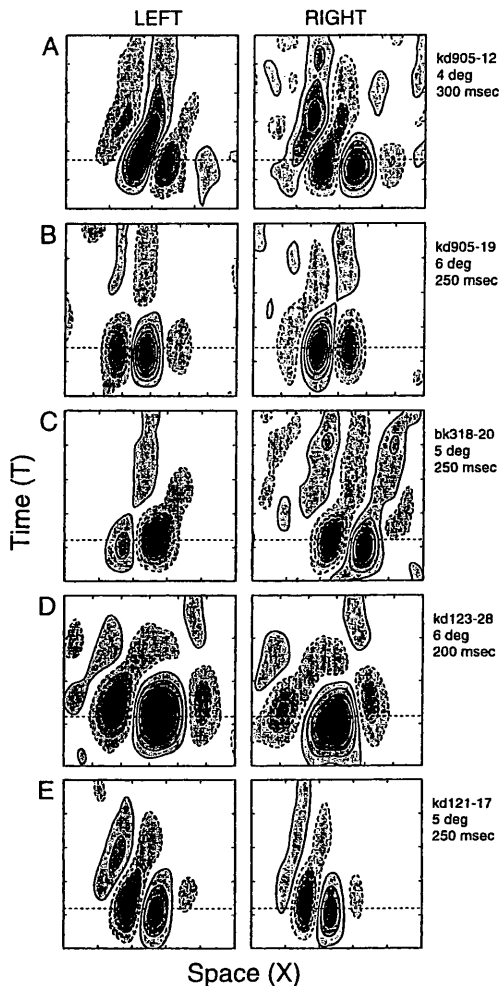 LEFT RIGHT
A
kd905-12
4 deg
300 msec
B
kd905-19
6 deg
250 msec
C
bk318-20
5 deg
250 msec
D
kd123-28
6 deg
200 msec
E
kd121-17
5 deg
250 msec
Time (T)
Space (X)